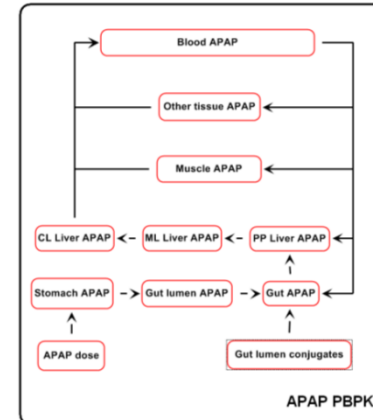 Blood APAP
Other tissue APAP
Muscle APAP
CL Liver APAP ML Liver APAP PP Liver APAP
Stomach APAP Gut lumen APAP Gut APAP
APAP dose Gut lumen conjugates
APAP PBPK